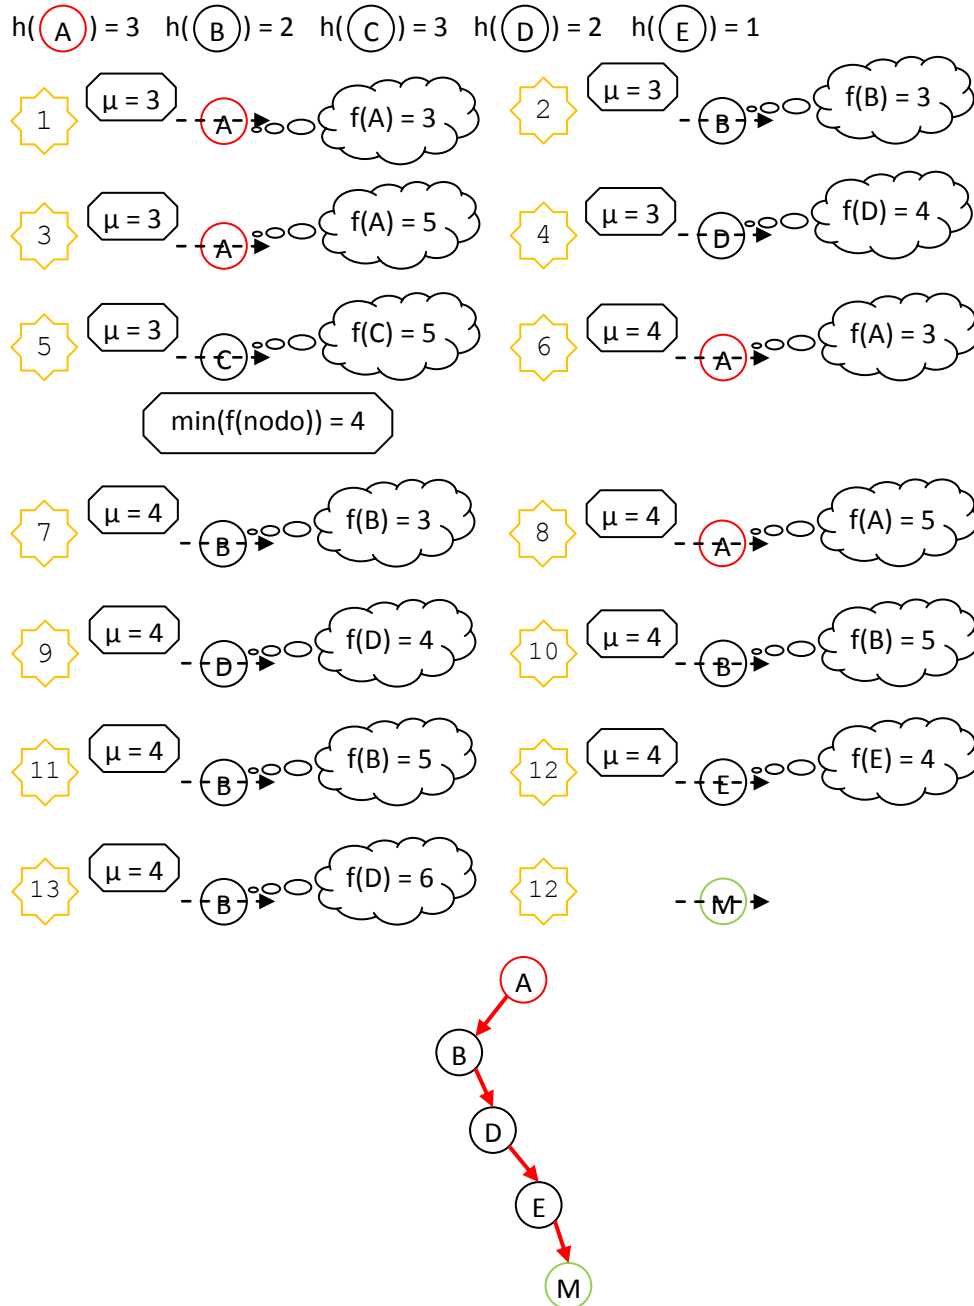 h(A) = 3 h(B) = 2 h(C) = 3 h(D) = 2 h(E) = 1
1 μ = 3 A f(A) = 3
2 μ = 3 B f(B) = 3
3 μ = 3 A f(A) = 5
4 μ = 3 D f(D) = 4
5 μ = 3 C f(C) = 5
6 μ = 4 A f(A) = 3
min(f(nodo)) = 4
7 μ = 4 B f(B) = 3
8 μ = 4 A f(A) = 5
9 μ = 4 D f(D) = 4
10 μ = 4 B f(B) = 5
11 μ = 4 B f(B) = 5
12 μ = 4 E f(E) = 4
13 μ = 4 B f(D) = 6
12 M
A
B
D
E
M